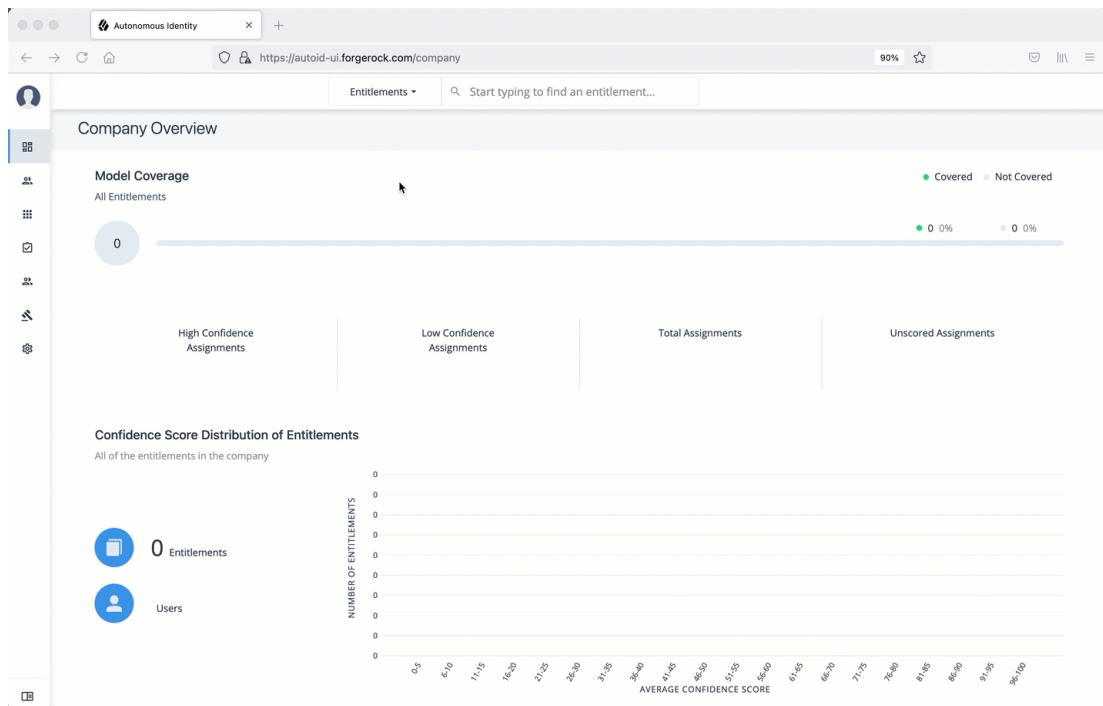 Autonomous Identity
https://autoid-ui.forgerock.com/company
90%
Entitlements
Start typing to find an entitlement...
Company Overview
Model Coverage
All Entitlements
Covered
Not Covered
0
0 0%
0 0%
High Confidence
Assignments
Low Confidence
Assignments
Total Assignments
Unscored Assignments
Confidence Score Distribution of Entitlements
All of the entitlements in the company
0 Entitlements
Users
NUMBER OF ENTITLEMENTS
0
0
0
0
0
0
0
0
0
0
0-5
6-10
11-15
16-20
21-25
26-30
31-35
36-40
41-45
46-50
51-55
56-60
61-65
66-70
71-75
76-80
81-85
86-90
91-95
96-100
AVERAGE CONFIDENCE SCORE